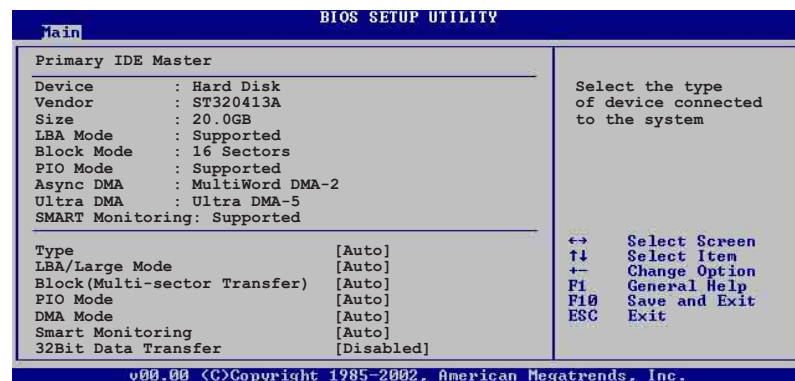 BIOS SETUP UTILITY
Main
Primary IDE Master
Device : Hard Disk
Vendor : ST320413A
Size : 20.0GB
LBA Mode : Supported
Block Mode : 16 Sectors
PIO Mode : Supported
Async DMA : MultiWord DMA-2
Ultra DMA : Ultra DMA-5
SMART Monitoring: Supported
Type [Auto]
LBA/Large Mode [Auto]
Block(Multi-sector Transfer) [Auto]
PIO Mode [Auto]
DMA Mode [Auto]
Smart Monitoring [Auto]
32Bit Data Transfer [Disabled]
Select the type
of device connected
to the system
↔ Select Screen
↑↓ Select Item
+- Change Option
F1 General Help
F10 Save and Exit
ESC Exit
v00.00 (C)Copyright 1985-2002, American Megatrends, Inc.